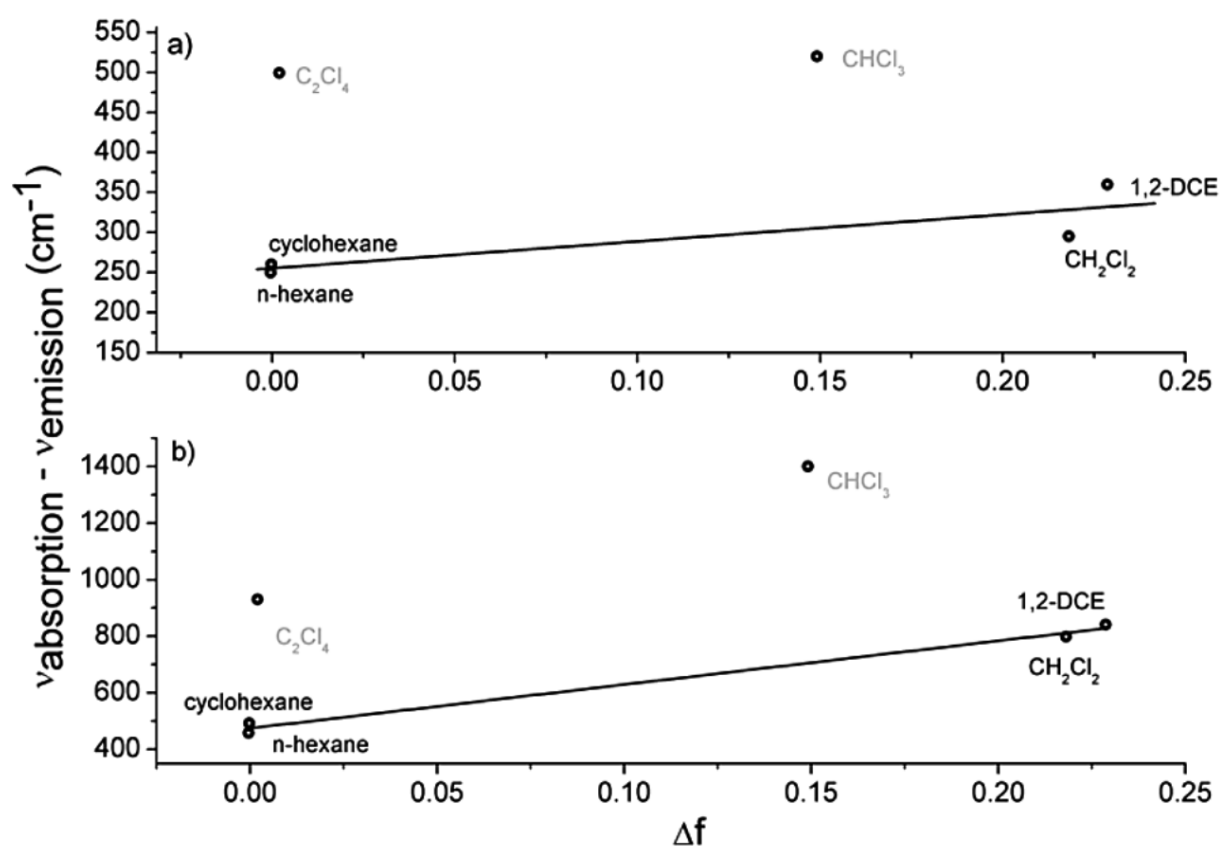 νabsorption - νemission (cm⁻¹)
a)
550
500
450
400
350
300
250
200
150
C₂Cl₄
CHCl₃
1,2-DCE
cyclohexane
CH₂Cl₂
n-hexane
0.00 0.05 0.10 0.15 0.20 0.25
b)
1400
1200
1000
800
600
400
CHCl₃
1,2-DCE
C₂Cl₄
CH₂Cl₂
cyclohexane
n-hexane
0.00 0.05 0.10 0.15 0.20 0.25
Δf